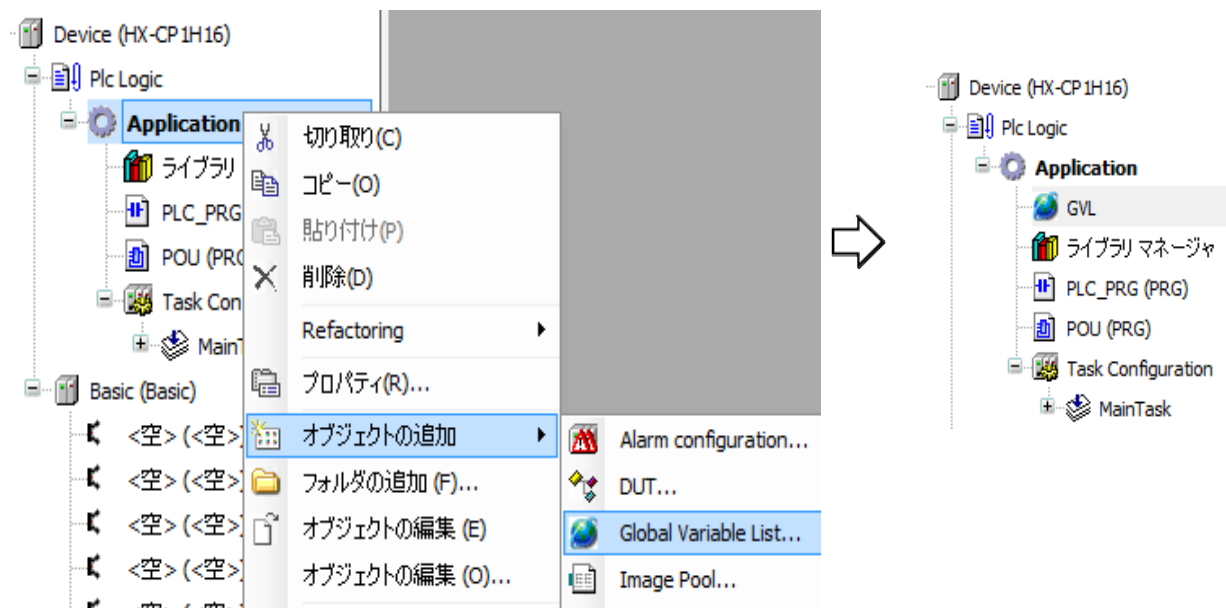 Device (HX-CP1H16)
Plc Logic
Application
ライブラリ
PLC_PRG
POU (PRG
Task Con
MainT
Basic (Basic)
<空> (<空>)
<空> (<空>)
<空> (<空>)
<空> (<空>)
切り取り(C)
コピー(O)
貼り付け(P)
削除(D)
Refactoring
プロパティ(R)...
オブジェクトの追加
フォルダの追加 (F)...
オブジェクトの編集 (E)
オブジェクトの編集 (O)...
Alarm configuration...
DUT...
Global Variable List...
Image Pool...
Device (HX-CP1H16)
Plc Logic
Application
GVL
ライブラリ マネージャ
PLC_PRG (PRG)
POU (PRG)
Task Configuration
MainTask